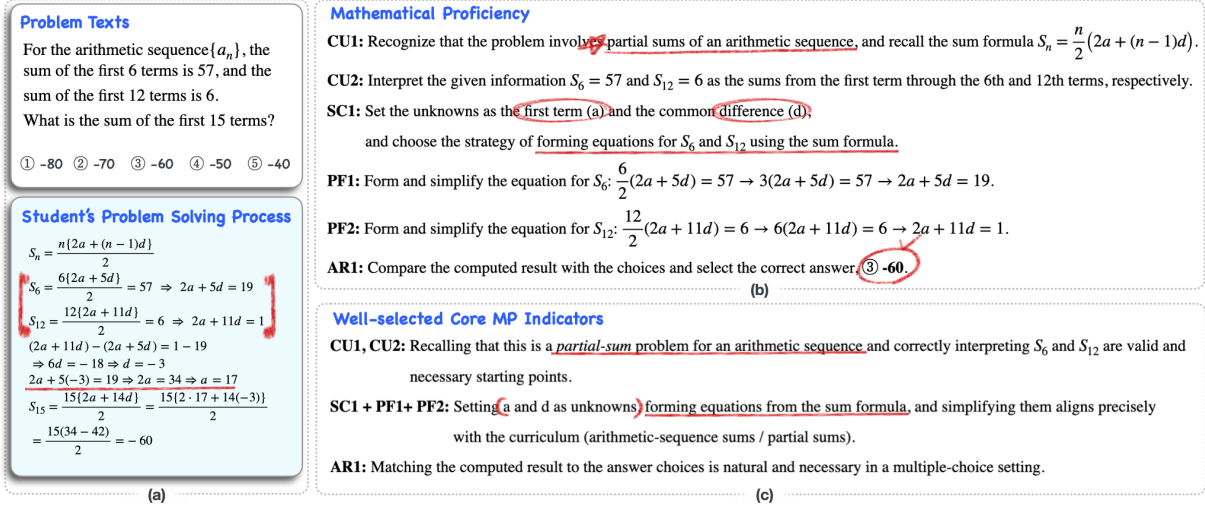 Problem Texts
For the arithmetic sequence{aₙ}, the
sum of the first 6 terms is 57, and the
sum of the first 12 terms is 6.
What is the sum of the first 15 terms?
① -80 ② -70 ③ -60 ④ -50 ⑤ -40
Student's Problem Solving Process
Sₙ = n{2a + (n − 1)d} / 2
S₆ = 6{2a + 5d} / 2 = 57 ⇒ 2a + 5d = 19
S₁₂ = 12{2a + 11d} / 2 = 6 ⇒ 2a + 11d = 1
(2a + 11d) − (2a + 5d) = 1 − 19
⇒ 6d = − 18 ⇒ d = − 3
2a + 5(−3) = 19 ⇒ 2a = 34 ⇒ a = 17
S₁₅ = 15{2a + 14d} / 2 = 15{2 · 17 + 14(−3)} / 2
= 15(34 − 42) / 2 = − 60
(a)
Mathematical Proficiency
CU1: Recognize that the problem involves partial sums of an arithmetic sequence, and recall the sum formula Sₙ = n/2 (2a + (n − 1)d).
CU2: Interpret the given information S₆ = 57 and S₁₂ = 6 as the sums from the first term through the 6th and 12th terms, respectively.
SC1: Set the unknowns as the first term (a) and the common difference (d),
and choose the strategy of forming equations for S₆ and S₁₂ using the sum formula.
PF1: Form and simplify the equation for S₆: 6/2 (2a + 5d) = 57 → 3(2a + 5d) = 57 → 2a + 5d = 19.
PF2: Form and simplify the equation for S₁₂: 12/2 (2a + 11d) = 6 → 6(2a + 11d) = 6 → 2a + 11d = 1.
AR1: Compare the computed result with the choices and select the correct answer, ③ -60.
(b)
Well-selected Core MP Indicators
CU1, CU2: Recalling that this is a partial-sum problem for an arithmetic sequence and correctly interpreting S₆ and S₁₂ are valid and
necessary starting points.
SC1 + PF1+ PF2: Setting a and d as unknowns, forming equations from the sum formula, and simplifying them aligns precisely
with the curriculum (arithmetic-sequence sums / partial sums).
AR1: Matching the computed result to the answer choices is natural and necessary in a multiple-choice setting.
(c)